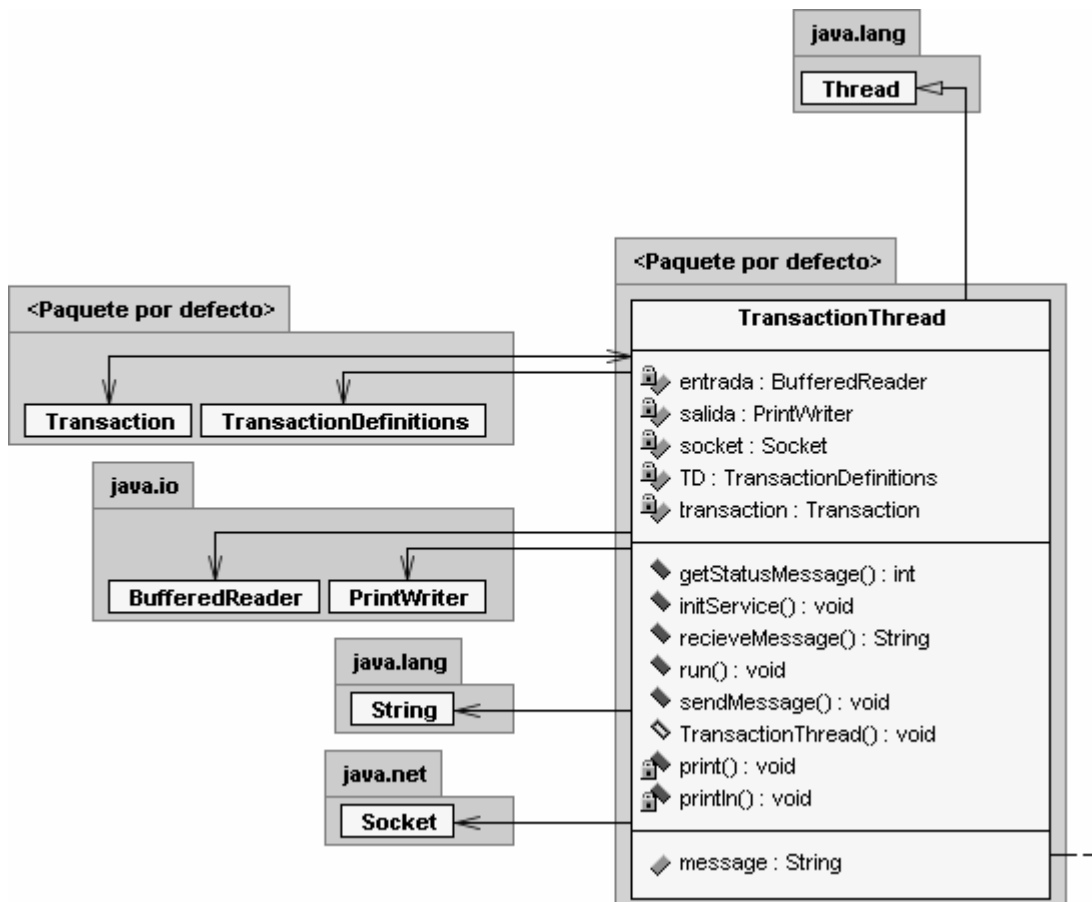 java.lang
Thread
<Paquete por defecto>
TransactionThread
entrada : BufferedReader
salida : PrintWriter
socket : Socket
TD : TransactionDefinitions
transaction : Transaction
getStatusMessage() : int
initService() : void
recieveMessage() : String
run() : void
sendMessage() : void
TransactionThread() : void
print() : void
println() : void
message : String
<Paquete por defecto>
Transaction
TransactionDefinitions
java.io
BufferedReader
PrintWriter
java.lang
String
java.net
Socket